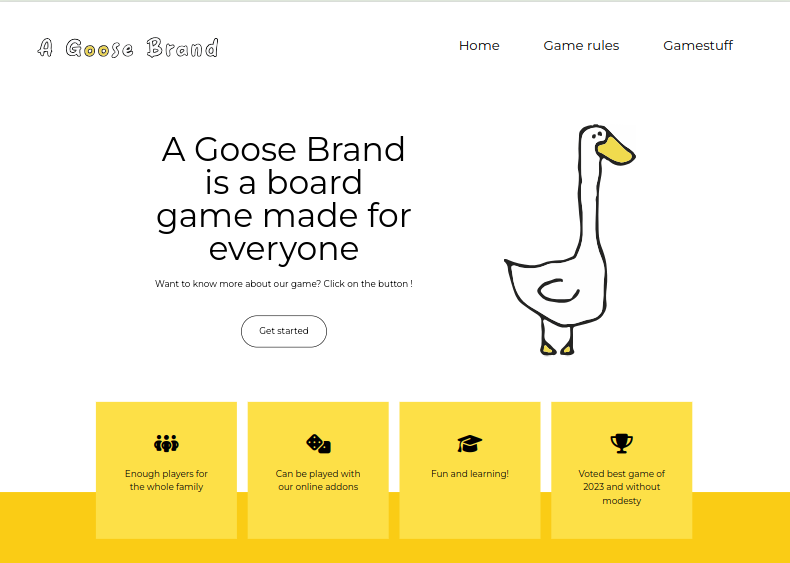 A Goose Brand
Home
Game rules
Gamestuff
A Goose Brand
is a board
game made for
everyone
Want to know more about our game? Click on the button !
Get started
Enough players for
the whole family
Can be played with
our online addons
Fun and learning!
Voted best game of
2023 and without
modesty